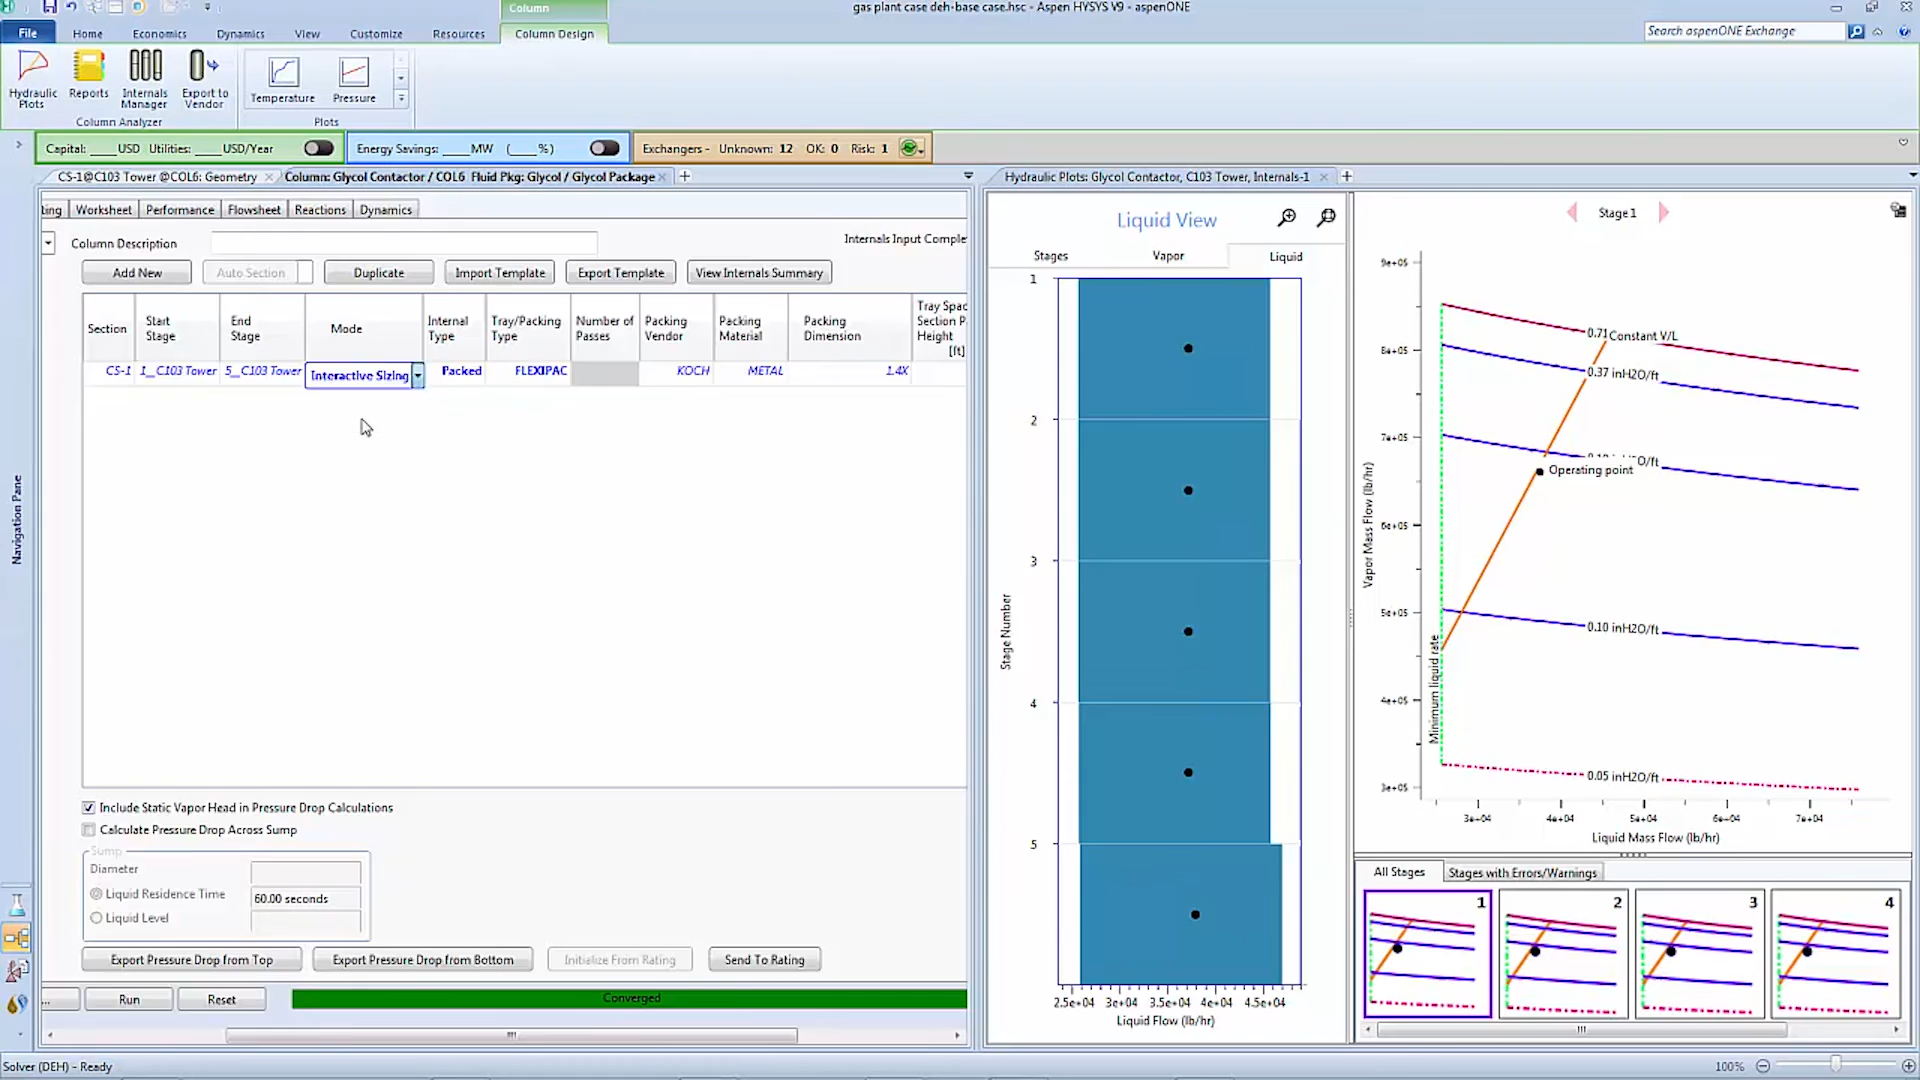 Column
gas plant case deh-base case.hsc - Aspen HYSYS V9 - aspenONE
File Home Economics Dynamics View Customize Resources Column Design
Search aspenONE Exchange
Hydraulic Plots
Reports
Internals Manager
Export to Vendor
Temperature
Pressure
Column Analyzer
Plots
Capital: ____USD Utilities: ____USD/Year
Energy Savings: ____MW (____%)
Exchangers - Unknown: 12 OK: 0 Risk: 1
CS-1@C103 Tower @COL6: Geometry
Column: Glycol Contactor / COL6 Fluid Pkg: Glycol / Glycol Package
Hydraulic Plots: Glycol Contactor, C103 Tower, Internals-1
ting Worksheet Performance Flowsheet Reactions Dynamics
Column Description
Internals Input Comple
Add New
Auto Section
Duplicate
Import Template
Export Template
View Internals Summary
Section
Start Stage
End Stage
Mode
Internal Type
Tray/Packing Type
Number of Passes
Packing Vendor
Packing Material
Packing Dimension
Tray Spac
Section P
Height
[ft]
CS-1 1__C103 Tower 5__C103 Tower Interactive Sizing Packed FLEXIPAC KOCH METAL 1.4X
Include Static Vapor Head in Pressure Drop Calculations
Calculate Pressure Drop Across Sump
Sump
Diameter
Liquid Residence Time 60.00 seconds
Liquid Level
Export Pressure Drop from Top
Export Pressure Drop from Bottom
Initialize From Rating
Send To Rating
...
Run
Reset
Converged
Navigation Pane
Liquid View
Stages Vapor Liquid
1
2
3
4
5
Stage Number
2.5e+04 3e+04 3.5e+04 4e+04 4.5e+04
Liquid Flow (lb/hr)
Stage 1
9e+05
8e+05
7e+05
6e+05
5e+05
4e+05
3e+05
Vapor Mass Flow (lb/hr)
Minimum liquid rate
0.71
Constant V/L
0.37 inH2O/ft
Operating point
0.10 inH2O/ft
0.05 inH2O/ft
3e+04 4e+04 5e+04 6e+04 7e+04
Liquid Mass Flow (lb/hr)
All Stages
Stages with Errors/Warnings
1
2
3
4
Solver (DEH) - Ready
100%